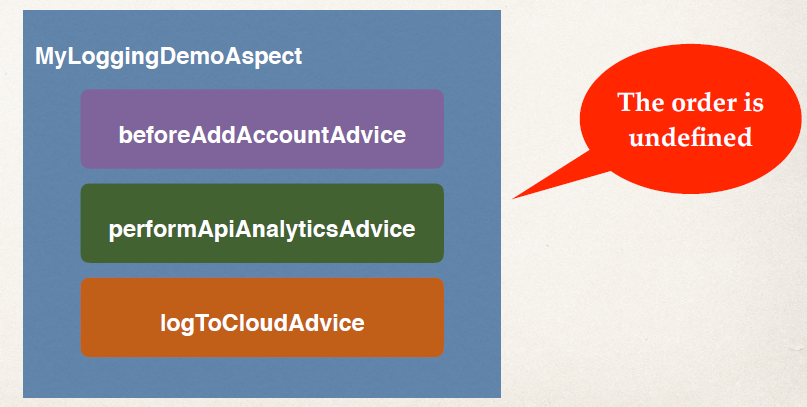 MyLoggingDemoAspect
beforeAddAccountAdvice
performApiAnalyticsAdvice
logToCloudAdvice
The order is
undefined